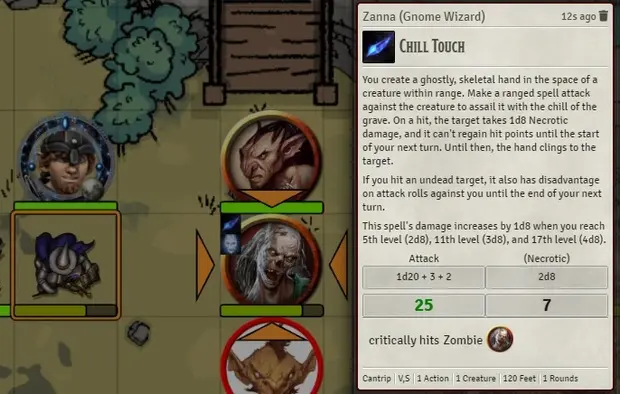 Zanna (Gnome Wizard) 12s ago
Chill Touch
You create a ghostly, skeletal hand in the space of a
creature within range. Make a ranged spell attack
against the creature to assail it with the chill of the
grave. On a hit, the target takes 1d8 Necrotic
damage, and it can't regain hit points until the start
of your next turn. Until then, the hand clings to the
target.
If you hit an undead target, it also has disadvantage
on attack rolls against you until the end of your next
turn.
This spell's damage increases by 1d8 when you reach
5th level (2d8), 11th level (3d8), and 17th level (4d8).
Attack (Necrotic)
1d20 + 3 + 2 2d8
25 7
critically hits Zombie
Cantrip V,S 1 Action 1 Creature 120 Feet 1 Rounds